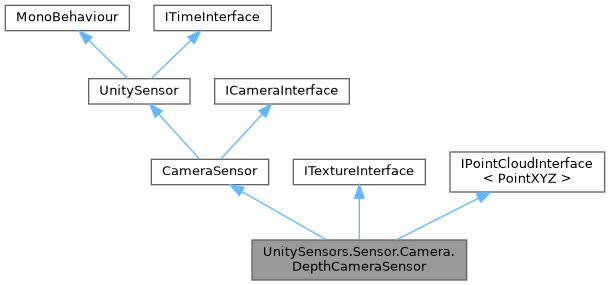 MonoBehaviour
ITimeInterface
UnitySensor
ICameraInterface
CameraSensor
ITextureInterface
IPointCloudInterface
< PointXYZ >
UnitySensors.Sensor.Camera.
DepthCameraSensor